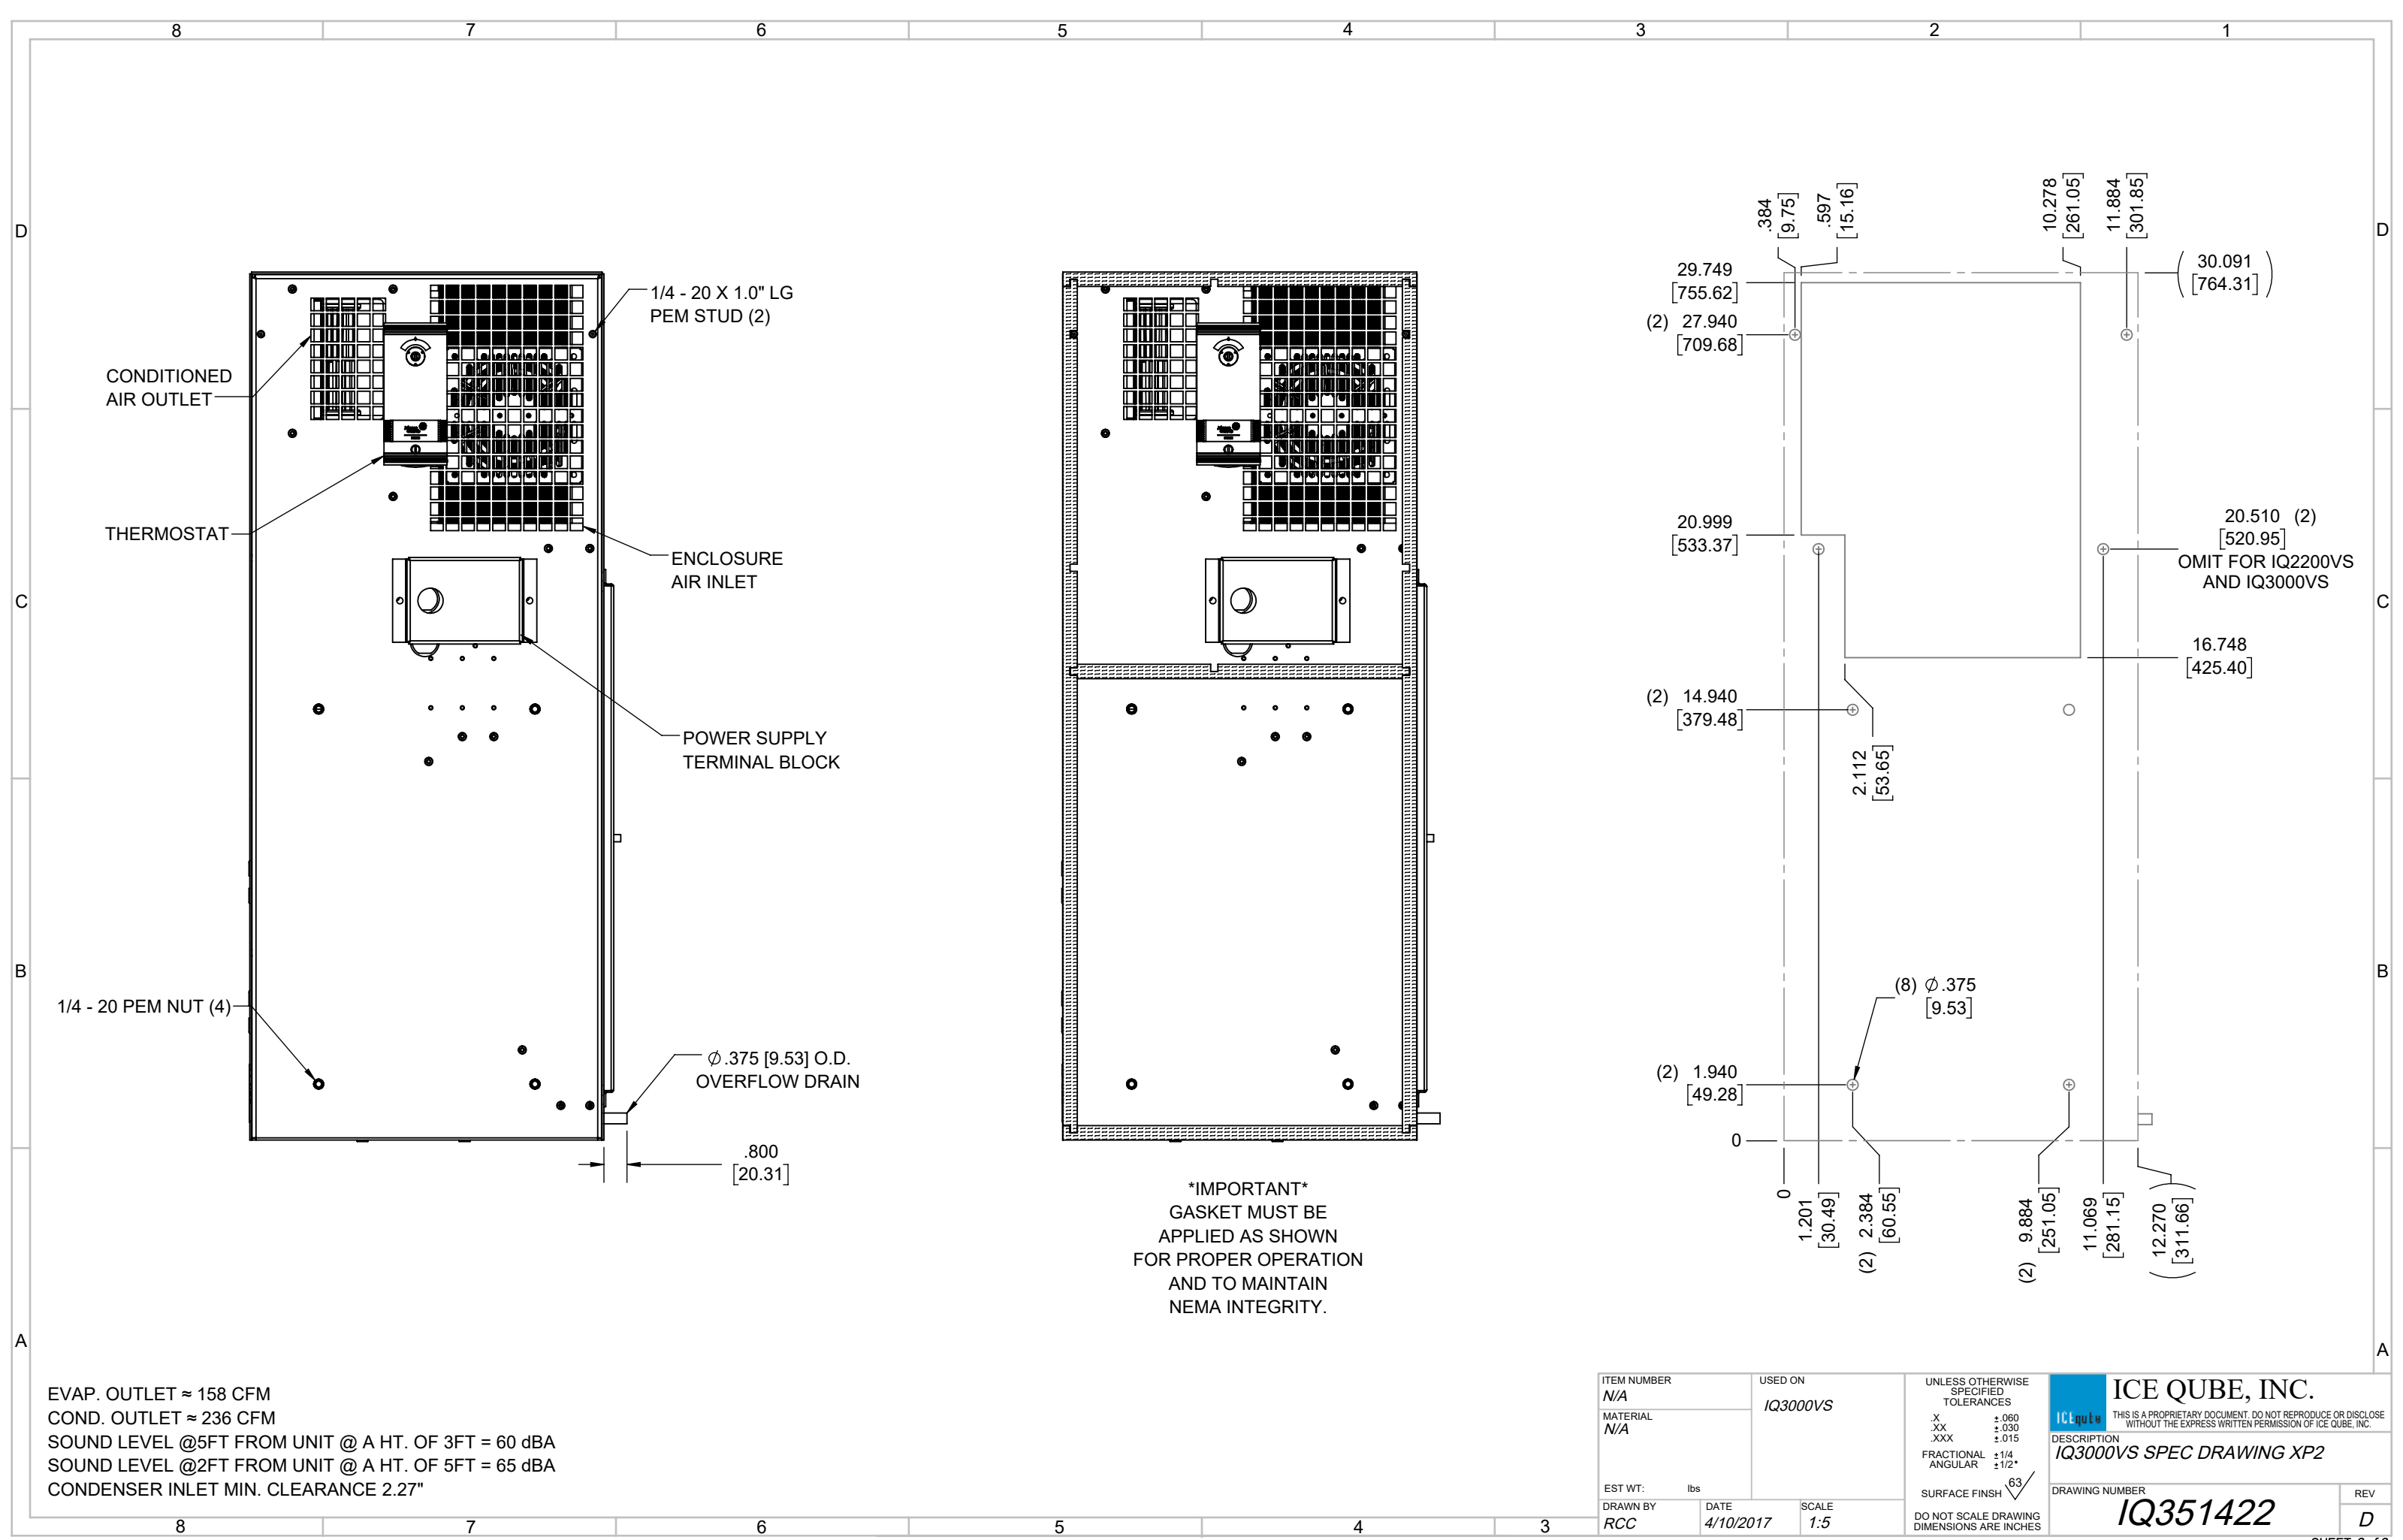 8 7 6 5 4 3 2 1
D
C
B
A
CONDITIONED
AIR OUTLET
THERMOSTAT
1/4 - 20 X 1.0" LG
PEM STUD (2)
ENCLOSURE
AIR INLET
POWER SUPPLY
TERMINAL BLOCK
1/4 - 20 PEM NUT (4)
∅ .375 [9.53] O.D.
OVERFLOW DRAIN
.800
[20.31]
*IMPORTANT*
GASKET MUST BE
APPLIED AS SHOWN
FOR PROPER OPERATION
AND TO MAINTAIN
NEMA INTEGRITY.
.384
[9.75]
.597
[15.16]
10.278
[261.05]
11.884
[301.85]
(30.091
[764.31])
29.749
[755.62]
(2) 27.940
[709.68]
20.999
[533.37]
20.510 (2)
[520.95]
OMIT FOR IQ2200VS
AND IQ3000VS
16.748
[425.40]
(2) 14.940
[379.48]
2.112
[53.65]
(8) ∅ .375
[9.53]
(2) 1.940
[49.28]
0
0
1.201
[30.49]
(2) 2.384
[60.55]
(2) 9.884
[251.05]
11.069
[281.15]
(12.270
[311.66])
D
C
B
A
EVAP. OUTLET ≈ 158 CFM
COND. OUTLET ≈ 236 CFM
SOUND LEVEL @5FT FROM UNIT @ A HT. OF 3FT = 60 dBA
SOUND LEVEL @2FT FROM UNIT @ A HT. OF 5FT = 65 dBA
CONDENSER INLET MIN. CLEARANCE 2.27"
ITEM NUMBER
N/A
MATERIAL
N/A
EST WT: lbs
USED ON
IQ3000VS
DRAWN BY
RCC
DATE
4/10/2017
SCALE
1:5
UNLESS OTHERWISE
SPECIFIED
TOLERANCES
.X ±.060
.XX ±.030
.XXX ±.015
FRACTIONAL ±1/4
ANGULAR ±1/2°
SURFACE FINSH 63
DO NOT SCALE DRAWING
DIMENSIONS ARE INCHES
ICEqube
ICE QUBE, INC.
THIS IS A PROPRIETARY DOCUMENT. DO NOT REPRODUCE OR DISCLOSE
WITHOUT THE EXPRESS WRITTEN PERMISSION OF ICE QUBE, INC.
DESCRIPTION
IQ3000VS SPEC DRAWING XP2
DRAWING NUMBER
IQ351422
REV
D
8 7 6 5 4 3